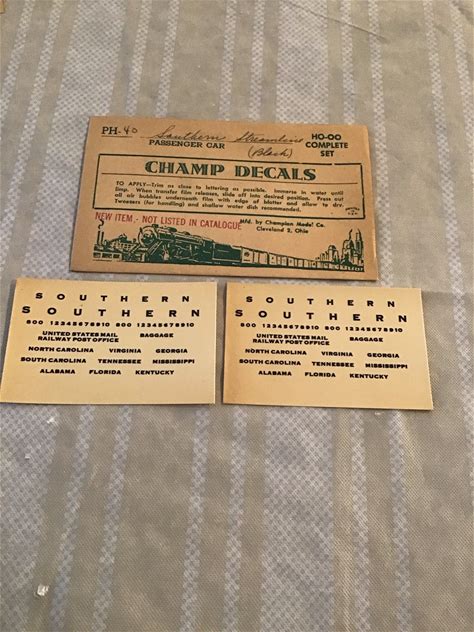 PH-40 Southern Streamline HO-OO
PASSENGER CAR (Black) COMPLETE
SET
CHAMP DECALS
TO APPLY—Trim as close to lettering as possible. Immerse in water until
limp. When transfer film releases, slide off into desired position. Press out
all air bubbles underneath film with edge of blotter and allow to dry.
Tweezers (for handling) and shallow water dish recommended.
NEW ITEM - NOT LISTED IN CATALOGUE
Mfd. by Champion Model Co.
Cleveland 2, Ohio
SOUTHERN
SOUTHERN
800 12345678910 800 12345678910
UNITED STATES MAIL BAGGAGE
RAILWAY POST OFFICE
NORTH CAROLINA VIRGINIA GEORGIA
SOUTH CAROLINA TENNESSEE MISSISSIPPI
ALABAMA FLORIDA KENTUCKY
SOUTHERN
SOUTHERN
800 12345678910 800 12345678910
UNITED STATES MAIL BAGGAGE
RAILWAY POST OFFICE
NORTH CAROLINA VIRGINIA GEORGIA
SOUTH CAROLINA TENNESSEE MISSISSIPPI
ALABAMA FLORIDA KENTUCKY